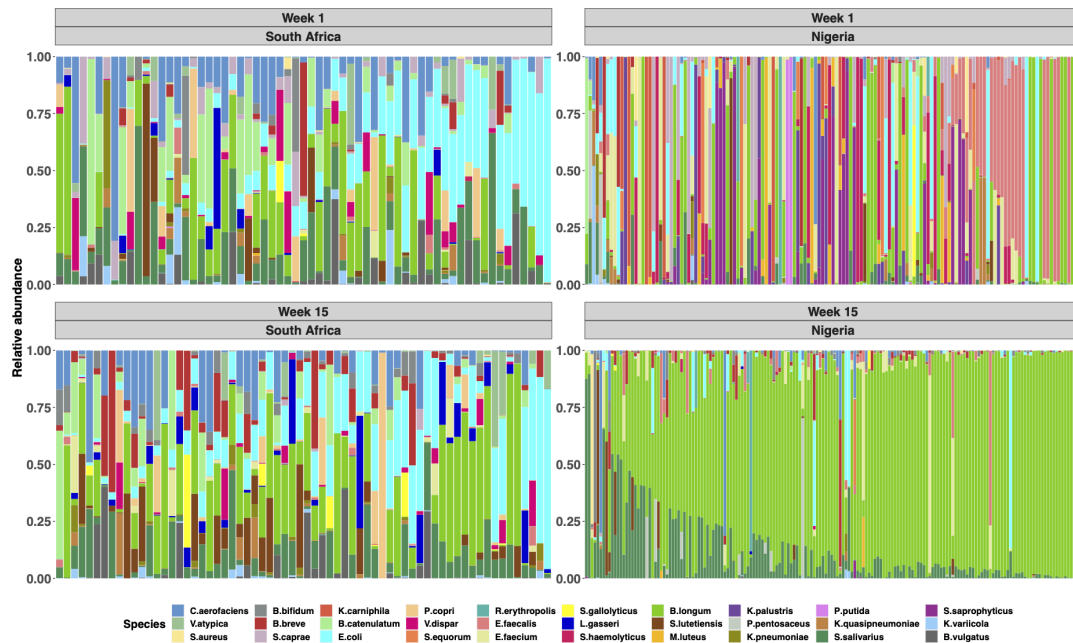 Week 1
South Africa
Week 1
Nigeria
1.00
0.75
0.50
0.25
0.00
1.00
0.75
0.50
0.25
0.00
Relative abundance
Week 15
South Africa
Week 15
Nigeria
1.00
0.75
0.50
0.25
0.00
1.00
0.75
0.50
0.25
0.00
Species
C.aerofaciens B.bifidum K.carniphila P.copri R.erythropolis S.gallolyticus B.longum K.palustris P.putida S.saprophyticus
V.atypica B.breve B.catenulatum V.dispar E.faecalis L.gasseri S.lutetiensis P.pentosaceus K.quasipneumoniae K.variicola
S.aureus S.caprae E.coli S.equorum E.faecium S.haemolyticus M.luteus K.pneumoniae S.salivarius B.vulgatus